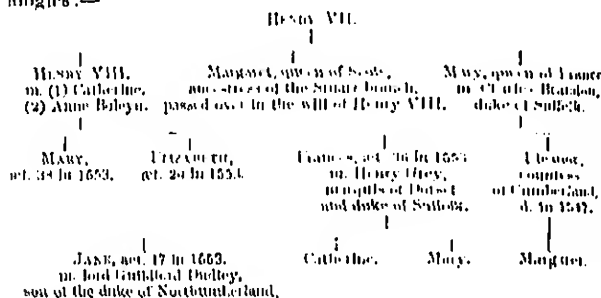 HENRY VII.
HENRY VIII.
m. (1) Catherine,
(2) Anne Boleyn.
Margaret, queen of Scots,
ancestress of the Stuart branch,
passed over in the will of Henry VIII.
Mary, queen of France
m. Charles Brandon,
duke of Suffolk.
MARY,
æt. 38 in 1553.
ELIZABETH,
æt. 20 in 1553.
Frances, æt. 36 in 1553
m. Henry Grey,
marquis of Dorset
and duke of Suffolk.
Eleanor,
countess
of Cumberland,
d. in 1547.
JANE, aet. 17 in 1553.
m. lord Guildford Dudley,
son of the duke of Northumberland,
Catherine.
Mary.
Margaret.